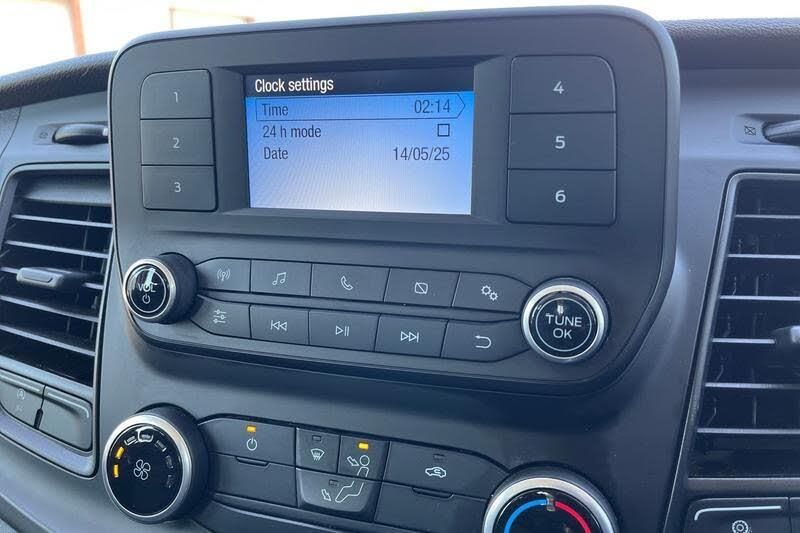 Clock settings
Time 02:14
24 h mode
Date 14/05/25
1
2
3
4
5
6
VOL
TUNE
OK